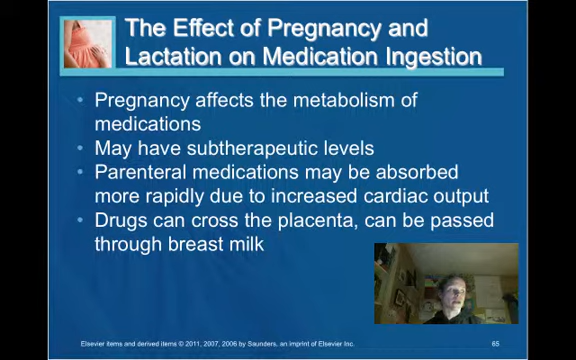 The Effect of Pregnancy and
Lactation on Medication Ingestion
• Pregnancy affects the metabolism of
medications
• May have subtherapeutic levels
• Parenteral medications may be absorbed
more rapidly due to increased cardiac output
• Drugs can cross the placenta, can be passed
through breast milk
Elsevier items and derived items © 2011, 2007, 2006 by Saunders, an imprint of Elsevier Inc.
65